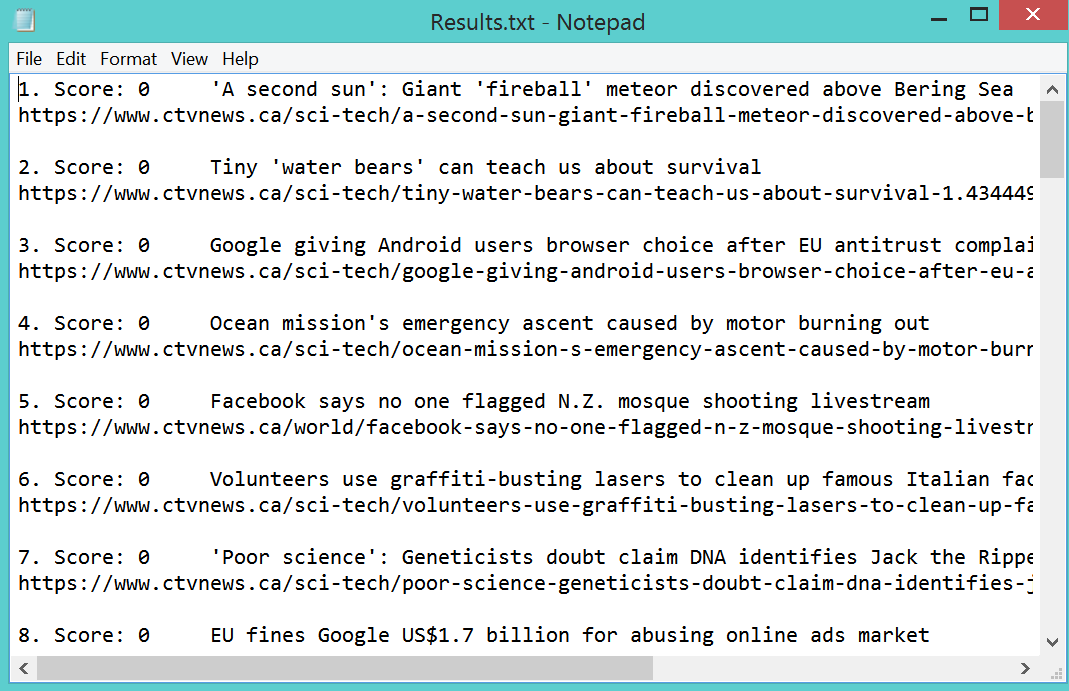 Results.txt - Notepad
File Edit Format View Help
1. Score: 0     'A second sun': Giant 'fireball' meteor discovered above Bering Sea
https://www.ctvnews.ca/sci-tech/a-second-sun-giant-fireball-meteor-discovered-above-b
2. Score: 0     Tiny 'water bears' can teach us about survival
https://www.ctvnews.ca/sci-tech/tiny-water-bears-can-teach-us-about-survival-1.434449
3. Score: 0     Google giving Android users browser choice after EU antitrust complai
https://www.ctvnews.ca/sci-tech/google-giving-android-users-browser-choice-after-eu-a
4. Score: 0     Ocean mission's emergency ascent caused by motor burning out
https://www.ctvnews.ca/sci-tech/ocean-mission-s-emergency-ascent-caused-by-motor-burn
5. Score: 0     Facebook says no one flagged N.Z. mosque shooting livestream
https://www.ctvnews.ca/world/facebook-says-no-one-flagged-n-z-mosque-shooting-livestr
6. Score: 0     Volunteers use graffiti-busting lasers to clean up famous Italian fac
https://www.ctvnews.ca/sci-tech/volunteers-use-graffiti-busting-lasers-to-clean-up-fa
7. Score: 0     'Poor science': Geneticists doubt claim DNA identifies Jack the Rippe
https://www.ctvnews.ca/sci-tech/poor-science-geneticists-doubt-claim-dna-identifies-j
8. Score: 0     EU fines Google US$1.7 billion for abusing online ads market